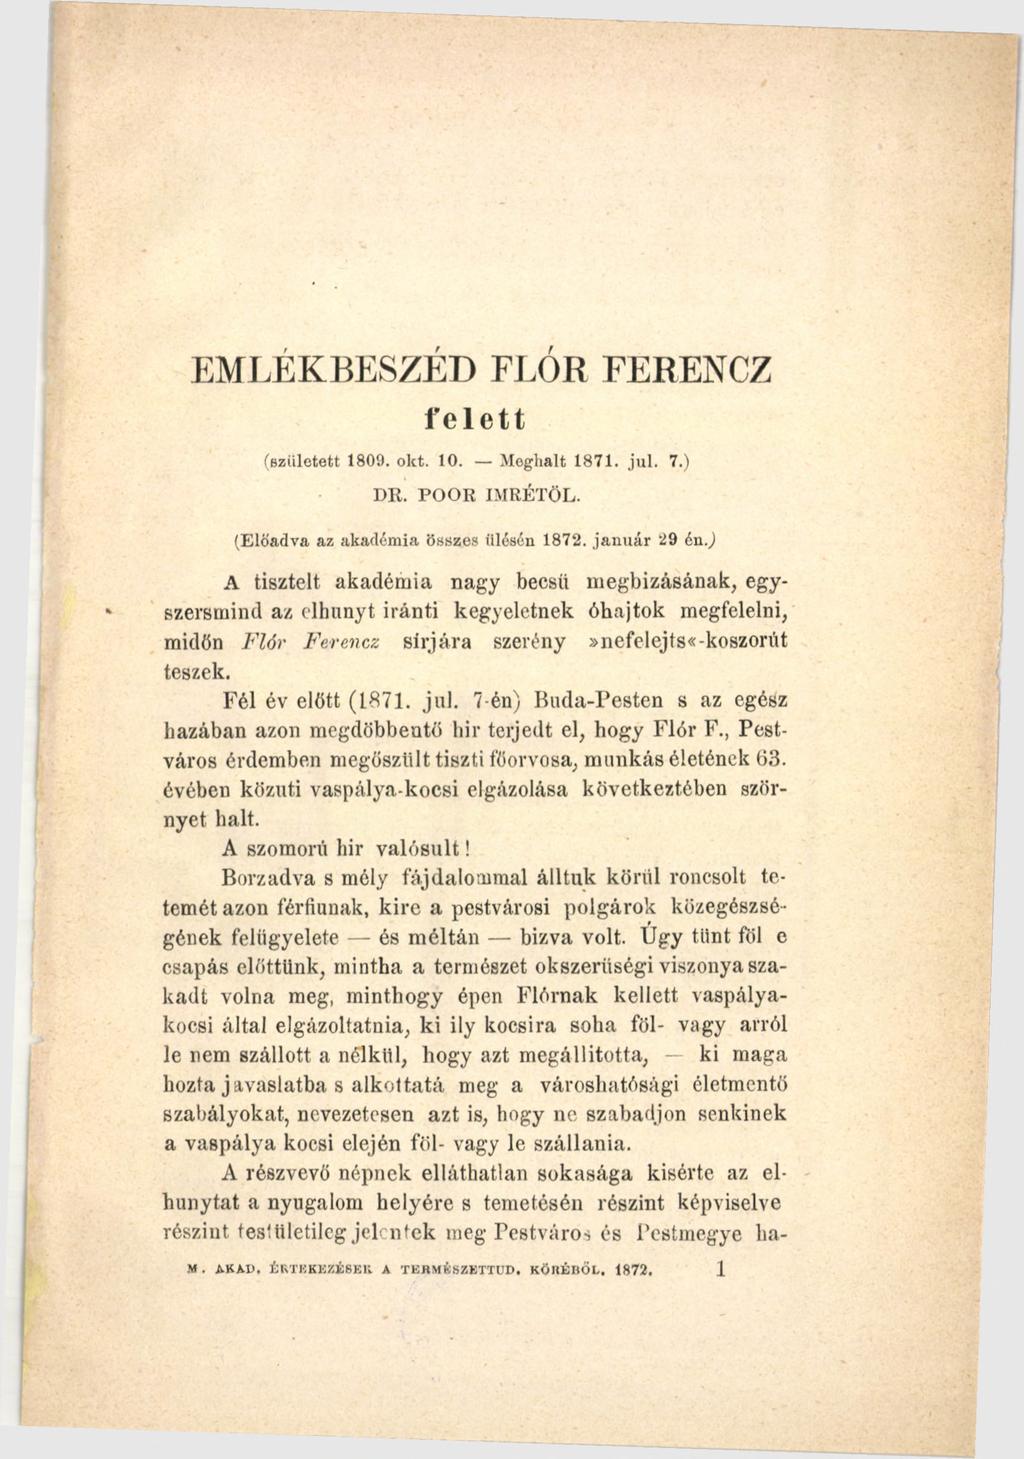 EMLÉKBESZÉD FLÓR FERENCZ
felett
(született 1809. okt. 10. — Meghalt 1871. jul. 7.)
DR. POOR IMRÉTŐL.
(Előadva az akadémia összes ülésén 1872. január 29 én.)
A tisztelt akadémia nagy becsü megbizásának, egy-
szersmind az elhunyt iránti kegyeletnek óhajtok megfelelni,
midőn Flór Ferencz sírjára szerény »nefelejts«-koszorút
teszek.
Fél év előtt (1871. jul. 7-én) Buda-Pesten s az egész
hazában azon megdöbbentő hir terjedt el, hogy Flór F., Pest-
város érdemben megőszült tiszti főorvosa, munkás életének 63.
évében közuti vaspálya-kocsi elgázolása következtében ször-
nyet halt.
A szomorú hir valósult!
Borzadva s mély fájdalommal álltuk körül roncsolt te-
temét azon férfiunak, kire a pestvárosi polgárok közegészsé-
gének felügyelete — és méltán — bizva volt. Úgy tünt föl e
csapás előttünk, mintha a természet okszerüségi viszonya sza-
kadt volna meg, minthogy épen Flórnak kellett vaspálya-
kocsi által elgázoltatnia, ki ily kocsira soha föl- vagy arról
le nem szállott a nélkül, hogy azt megállitotta, — ki maga
hozta javaslatba s alkottatá meg a városhatósági életmentő
szabályokat, nevezetesen azt is, hogy ne szabadjon senkinek
a vaspálya kocsi elején föl- vagy le szállania.
A részvevő népnek elláthatlan sokasága kisérte az el-
hunytat a nyugalom helyére s temetésén részint képviselve
részint testületileg jelentek meg Pestváros és Pestmegye ha-
M. AKAD. ÉRTEKEZÉSEK A TERMÉSZETTUD. KÖRÉBŐL. 1872. 1